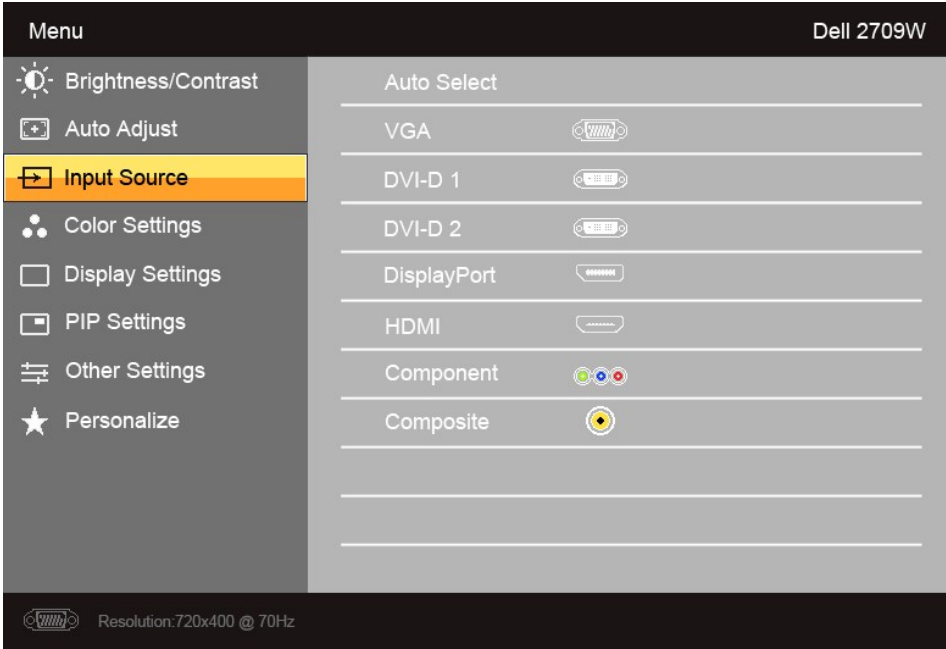 Menu Dell 2709W
Brightness/Contrast
Auto Adjust
Input Source
Color Settings
Display Settings
PIP Settings
Other Settings
Personalize
Auto Select
VGA
DVI-D 1
DVI-D 2
DisplayPort
HDMI
Component
Composite
Resolution:720x400 @ 70Hz